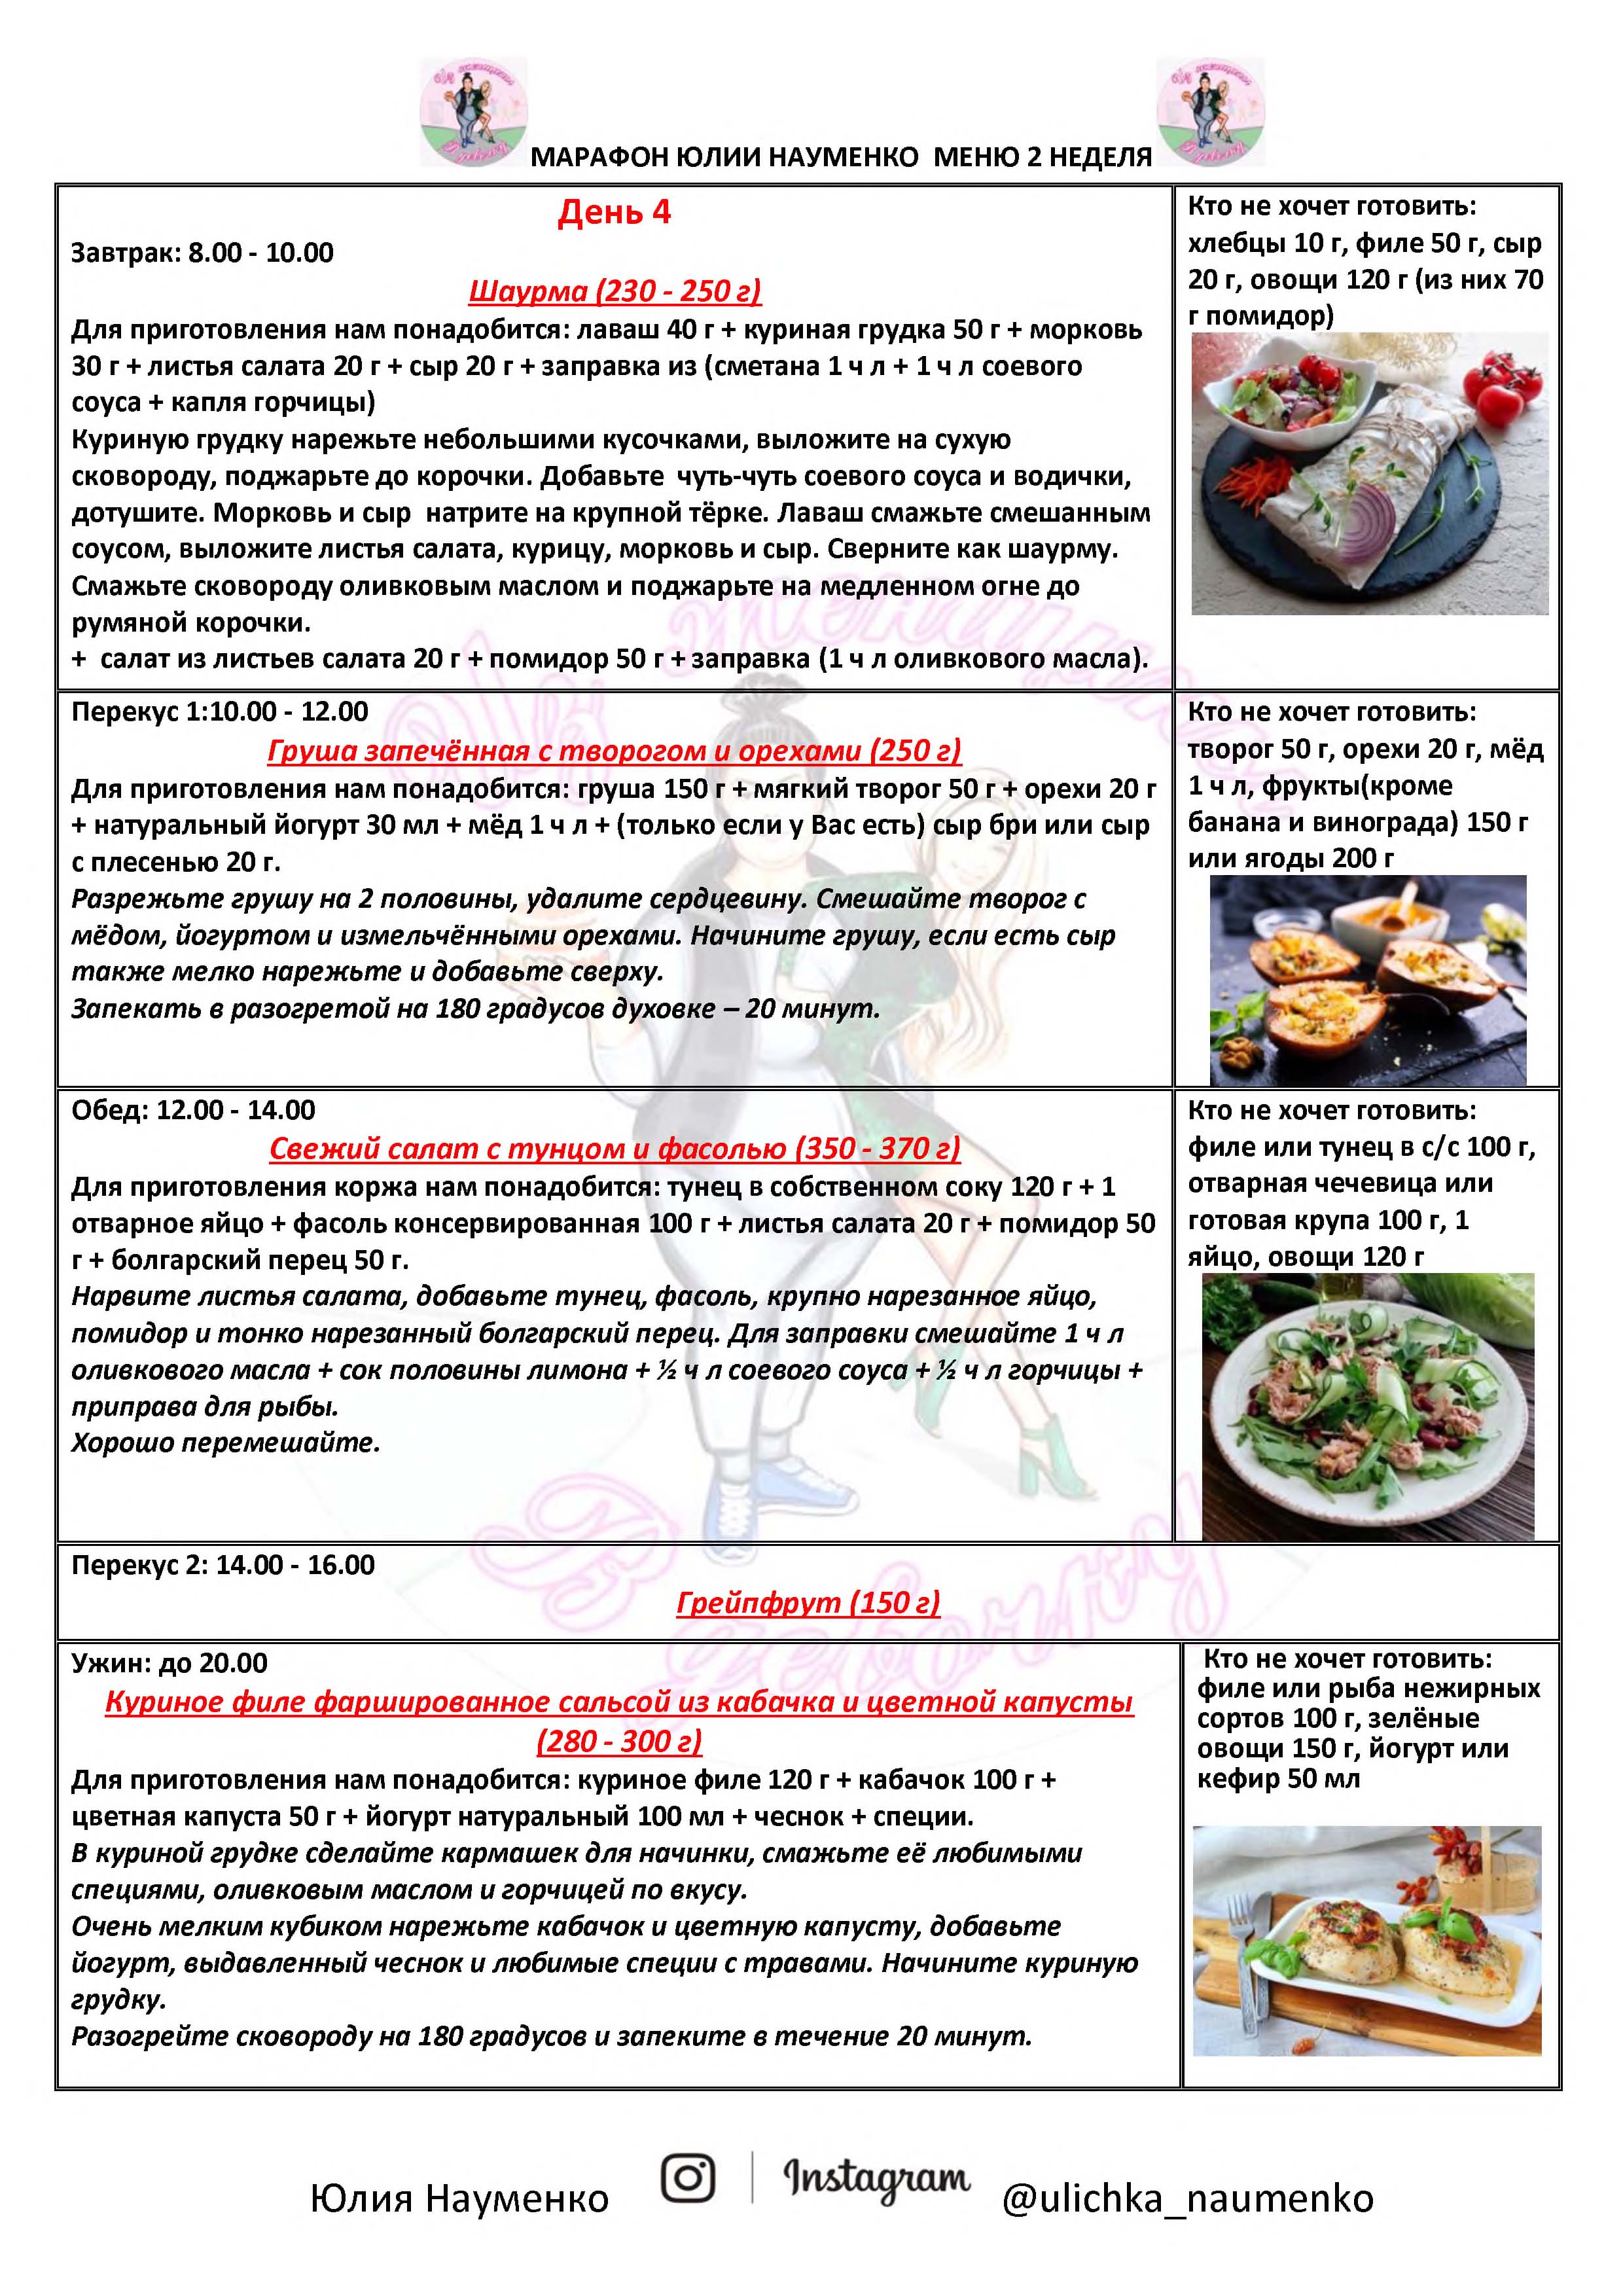 МАРАФОН ЮЛИИ НАУМЕНКО  МЕНЮ 2 НЕДЕЛЯ
День 4
Завтрак: 8.00 - 10.00
Шаурма (230 - 250 г)
Для приготовления нам понадобится: лаваш 40 г + куриная грудка 50 г + морковь
30 г + листья салата 20 г + сыр 20 г + заправка из (сметана 1 ч л + 1 ч л соевого
соуса + капля горчицы)
Куриную грудку нарежьте небольшими кусочками, выложите на сухую
сковороду, поджарьте до корочки. Добавьте  чуть-чуть соевого соуса и водички,
дотушите. Морковь и сыр  натрите на крупной тёрке. Лаваш смажьте смешанным
соусом, выложите листья салата, курицу, морковь и сыр. Сверните как шаурму.
Смажьте сковороду оливковым маслом и поджарьте на медленном огне до
румяной корочки.
+  салат из листьев салата 20 г + помидор 50 г + заправка (1 ч л оливкового масла).
Кто не хочет готовить:
хлебцы 10 г, филе 50 г, сыр
20 г, овощи 120 г (из них 70
г помидор)
Перекус 1:10.00 - 12.00
Груша запечённая с творогом и орехами (250 г)
Для приготовления нам понадобится: груша 150 г + мягкий творог 50 г + орехи 20 г
+ натуральный йогурт 30 мл + мёд 1 ч л + (только если у Вас есть) сыр бри или сыр
с плесенью 20 г.
Разрежьте грушу на 2 половины, удалите сердцевину. Смешайте творог с
мёдом, йогуртом и измельчёнными орехами. Начините грушу, если есть сыр
также мелко нарежьте и добавьте сверху.
Запекать в разогретой на 180 градусов духовке – 20 минут.
Кто не хочет готовить:
творог 50 г, орехи 20 г, мёд
1 ч л, фрукты(кроме
банана и винограда) 150 г
или ягоды 200 г
Обед: 12.00 - 14.00
Свежий салат с тунцом и фасолью (350 - 370 г)
Для приготовления коржа нам понадобится: тунец в собственном соку 120 г + 1
отварное яйцо + фасоль консервированная 100 г + листья салата 20 г + помидор 50
г + болгарский перец 50 г.
Нарвите листья салата, добавьте тунец, фасоль, крупно нарезанное яйцо,
помидор и тонко нарезанный болгарский перец. Для заправки смешайте 1 ч л
оливкового масла + сок половины лимона + ½ ч л соевого соуса + ½ ч л горчицы +
приправа для рыбы.
Хорошо перемешайте.
Кто не хочет готовить:
филе или тунец в с/с 100 г,
отварная чечевица или
готовая крупа 100 г, 1
яйцо, овощи 120 г
Перекус 2: 14.00 - 16.00
Грейпфрут (150 г)
Ужин: до 20.00
Куриное филе фаршированное сальсой из кабачка и цветной капусты
(280 - 300 г)
Для приготовления нам понадобится: куриное филе 120 г + кабачок 100 г +
цветная капуста 50 г + йогурт натуральный 100 мл + чеснок + специи.
В куриной грудке сделайте кармашек для начинки, смажьте её любимыми
специями, оливковым маслом и горчицей по вкусу.
Очень мелким кубиком нарежьте кабачок и цветную капусту, добавьте
йогурт, выдавленный чеснок и любимые специи с травами. Начините куриную
грудку.
Разогрейте сковороду на 180 градусов и запеките в течение 20 минут.
Кто не хочет готовить:
филе или рыба нежирных
сортов 100 г, зелёные
овощи 150 г, йогурт или
кефир 50 мл
Юлия Науменко
Instagram
@ulichka_naumenko